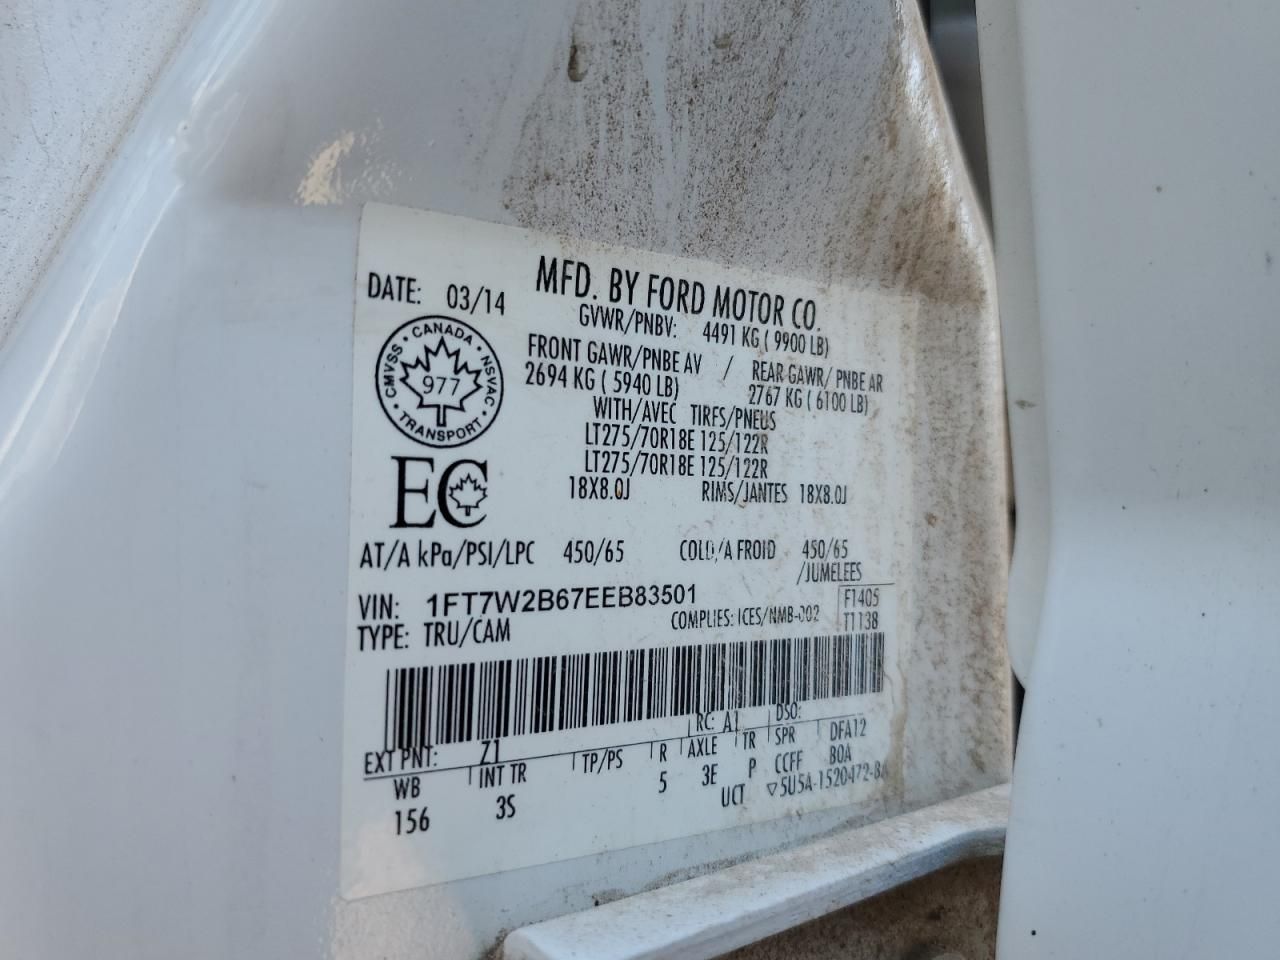 MFD. BY FORD MOTOR CO.
DATE: 03/14
GVWR/PNBV: 4491 KG ( 9900 LB)
FRONT GAWR/PNBE AV / REAR GAWR/ PNBE AR
2694 KG ( 5940 LB) 2767 KG ( 6100 LB)
WITH/AVEC TIRES/PNEUS
LT275/70R18E 125/122R
LT275/70R18E 125/122R
18X8.0J RIMS/JANTES 18X8.0J
CANADA
CMVSS NSVAC
977
TRANSPORT
EC
AT/A kPa/PSI/LPC 450/65 COLD/A FROID 450/65
/JUMELEES
VIN: 1FT7W2B67EEB83501
F1405
TYPE: TRU/CAM COMPLIES: ICES/NMB-002 T1138
EXT PNT: Z1 RC: A1 DSO:
WB INT TR TP/PS R AXLE TR SPR DFA12
156 3S 5 3E P CCFF BOA
UCT ▽5U5A-1520472-BA